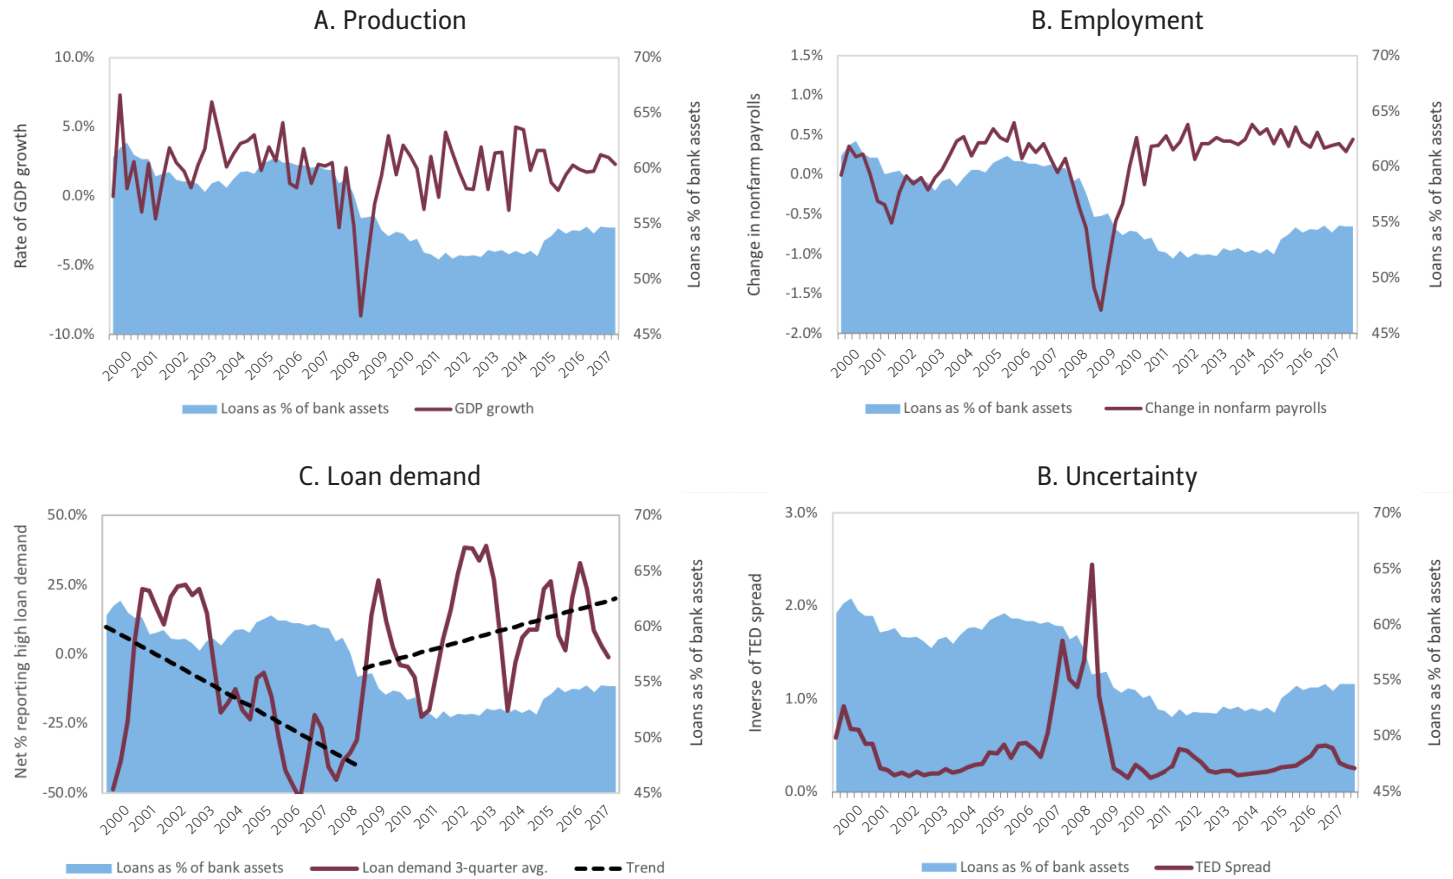 A. Production
10.0%
5.0%
0.0%
-5.0%
-10.0%
Rate of GDP growth
70%
65%
60%
55%
50%
45%
Loans as % of bank assets
2000 2001 2002 2003 2004 2005 2006 2007 2008 2009 2010 2011 2012 2013 2014 2015 2016 2017
Loans as % of bank assets GDP growth
B. Employment
1.5%
1.0%
0.5%
0.0%
-0.5%
-1.0%
-1.5%
-2.0%
Change in nonfarm payrolls
70%
65%
60%
55%
50%
45%
Loans as % of bank assets
2000 2001 2002 2003 2004 2005 2006 2007 2008 2009 2010 2011 2012 2013 2014 2015 2016 2017
Loans as % of bank assets Change in nonfarm payrolls
C. Loan demand
50.0%
25.0%
0.0%
-25.0%
-50.0%
Net % reporting high loan demand
70%
65%
60%
55%
50%
45%
Loans as % of bank assets
2000 2001 2002 2003 2004 2005 2006 2007 2008 2009 2010 2011 2012 2013 2014 2015 2016 2017
Loans as % of bank assets Loan demand 3-quarter avg. Trend
B. Uncertainty
3.0%
2.0%
1.0%
0.0%
Inverse of TED spread
70%
65%
60%
55%
50%
45%
Loans as % of bank assets
2000 2001 2002 2003 2004 2005 2006 2007 2008 2009 2010 2011 2012 2013 2014 2015 2016 2017
Loans as % of bank assets TED Spread